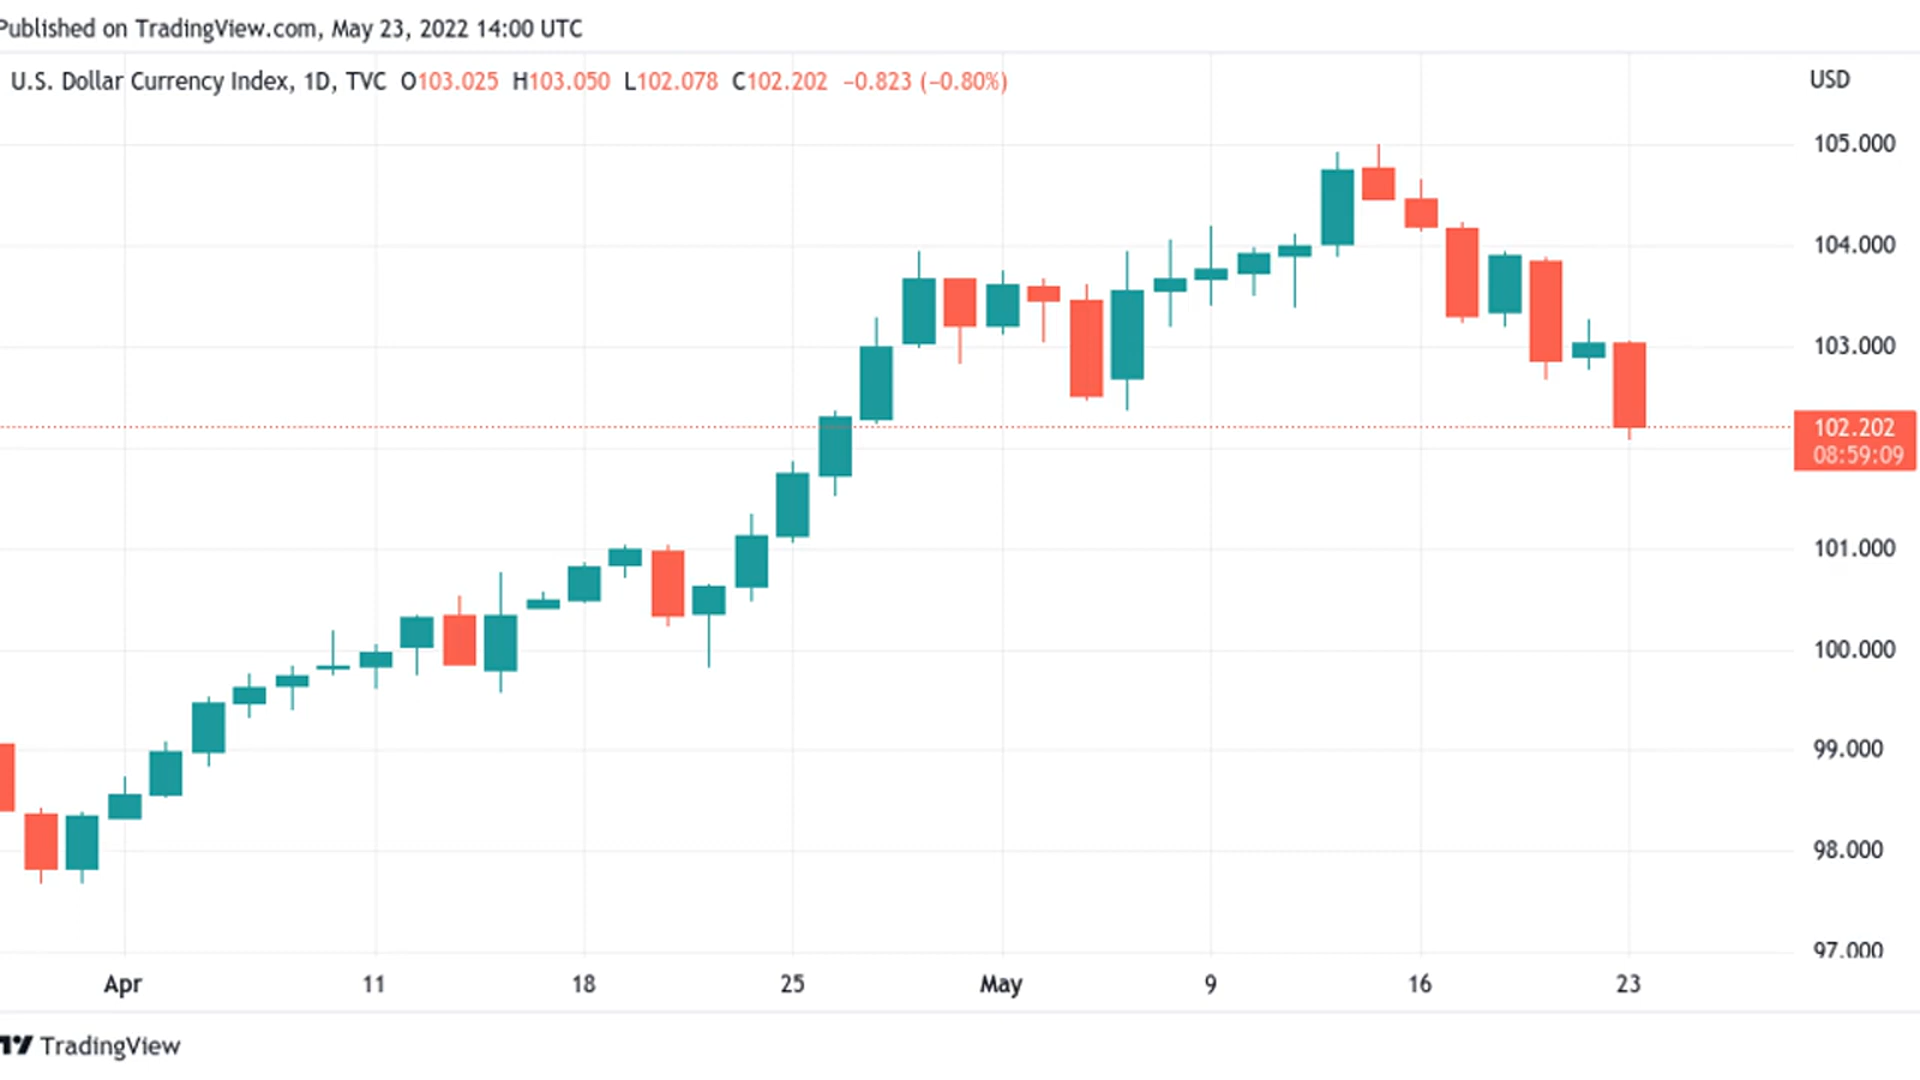 Published on TradingView.com, May 23, 2022 14:00 UTC
U.S. Dollar Currency Index, 1D, TVC O103.025 H103.050 L102.078 C102.202 −0.823 (−0.80%)
USD
105.000
104.000
103.000
102.202
08:59:09
101.000
100.000
99.000
98.000
97.000
Apr 11 18 25 May 9 16 23
TradingView